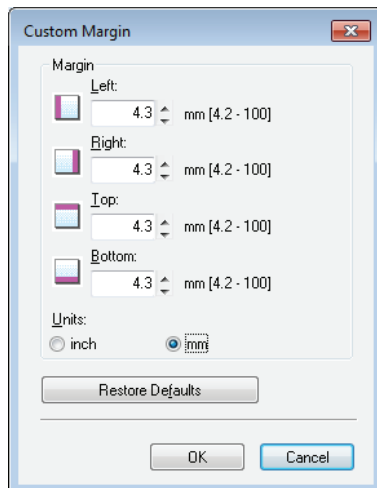 Custom Margin
Margin
Left:
4.3 mm [4.2 - 100]
Right:
4.3 mm [4.2 - 100]
Top:
4.3 mm [4.2 - 100]
Bottom:
4.3 mm [4.2 - 100]
Units:
inch mm
Restore Defaults
OK Cancel